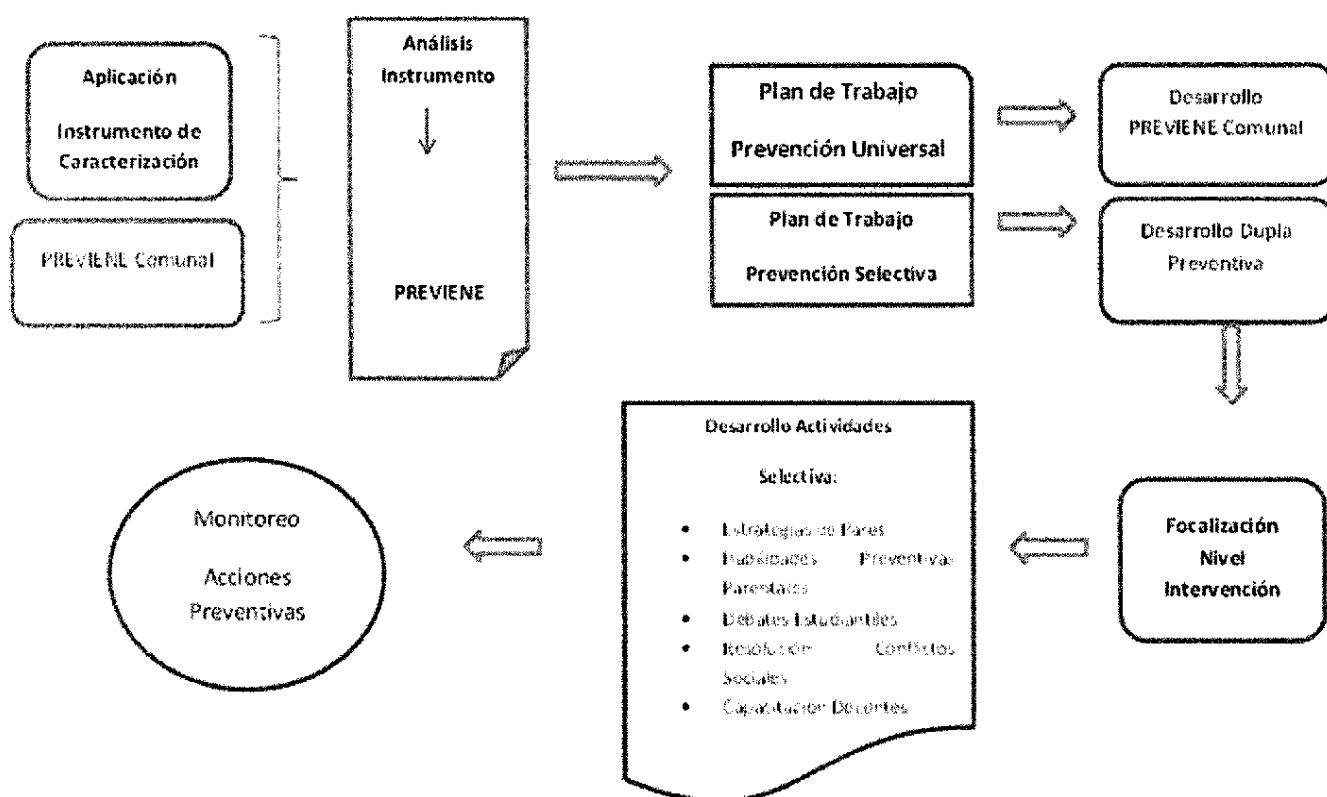 Aplicación
Instrumento de
Caracterización
PREVIENE Comunal
Análisis
Instrumento
PREVIENE
Plan de Trabajo
Prevención Universal
Plan de Trabajo
Prevención Selectiva
Desarrollo
PREVIENE Comunal
Desarrollo Dupla
Preventiva
Focalización
Nivel
Intervención
Desarrollo Actividades
Selectiva:
• Estrategias de Pares
• Habilidades Preventivas
Parentales
• Debates Estudiantiles
• Resolución Conflictos
Sociales
• Capacitación Docentes
Monitoreo
Acciones
Preventivas